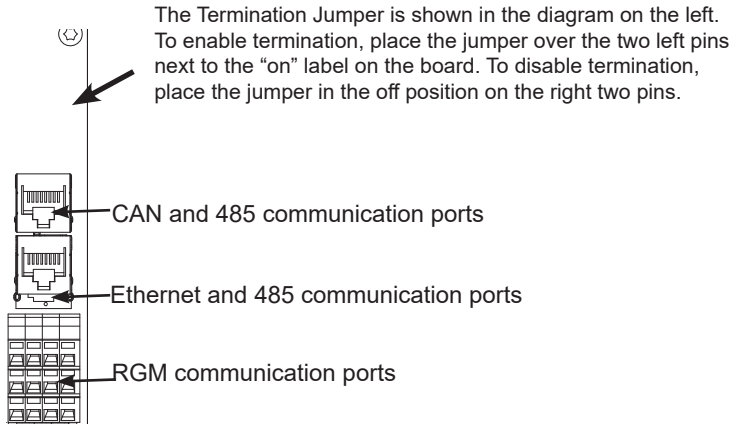 The Termination Jumper is shown in the diagram on the left.
To enable termination, place the jumper over the two left pins
next to the “on” label on the board. To disable termination,
place the jumper in the off position on the right two pins.
CAN and 485 communication ports
Ethernet and 485 communication ports
RGM communication ports